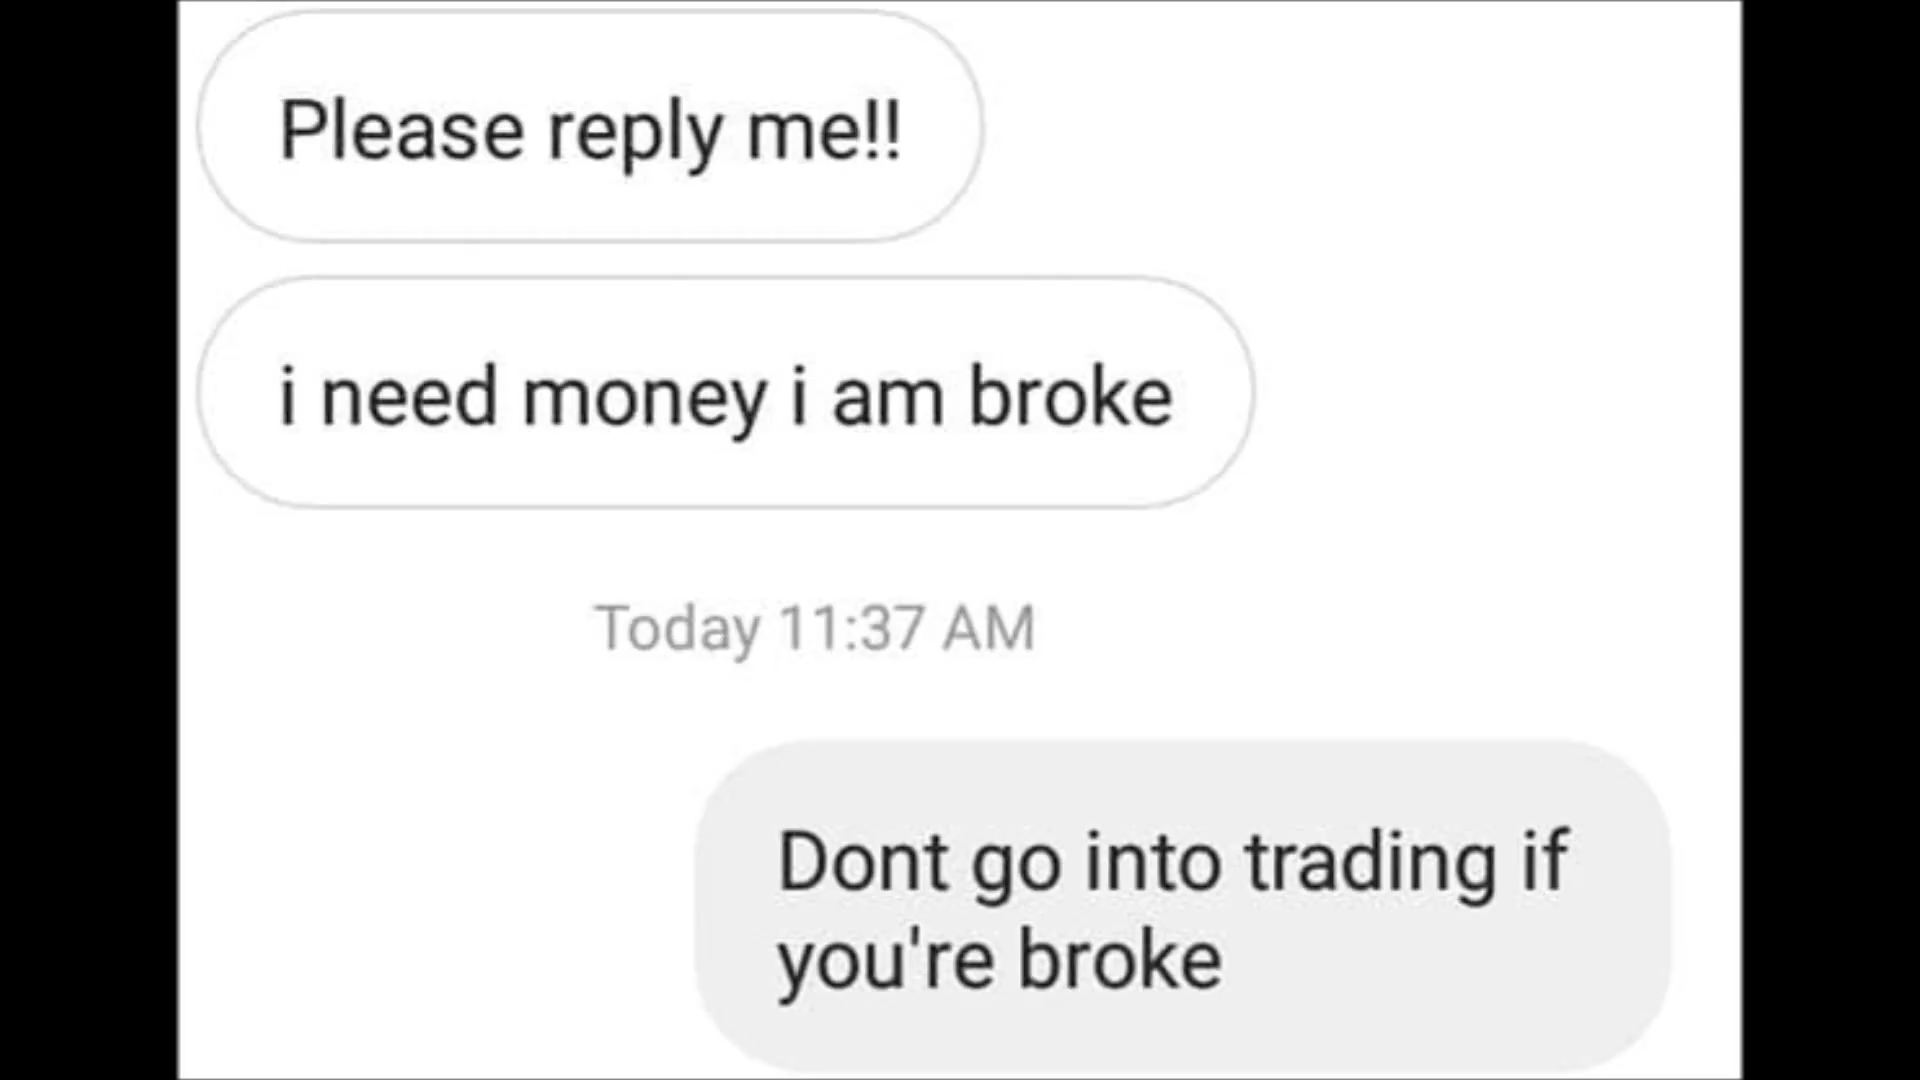 Please reply me!!
i need money i am broke
Today 11:37 AM
Dont go into trading if
you're broke